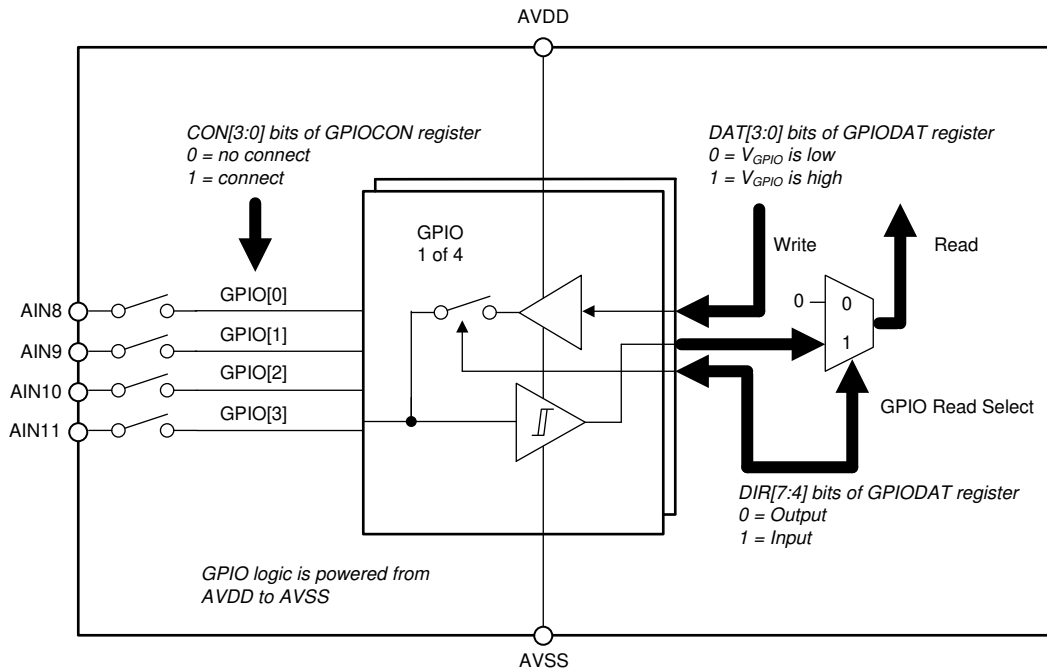 AVDD
CON[3:0] bits of GPIOCON register
0 = no connect
1 = connect
DAT[3:0] bits of GPIODAT register
0 = VGPIO is low
1 = VGPIO is high
GPIO
1 of 4
Write
Read
AIN8
GPIO[0]
0
0
AIN9
GPIO[1]
1
AIN10
GPIO[2]
GPIO Read Select
AIN11
GPIO[3]
DIR[7:4] bits of GPIODAT register
0 = Output
1 = Input
GPIO logic is powered from
AVDD to AVSS
AVSS